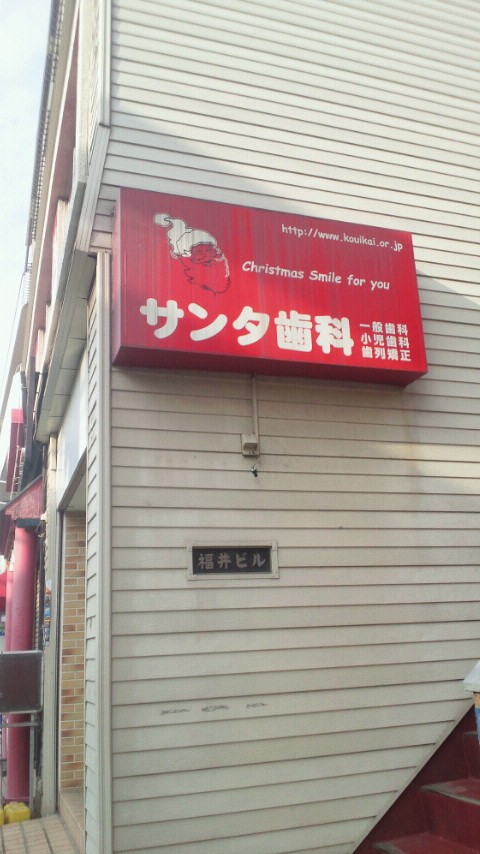 http://www.kouikai.or.jp
Christmas Smile for you
サンタ歯科
一般歯科
小児歯科
歯列矯正
福井ビル